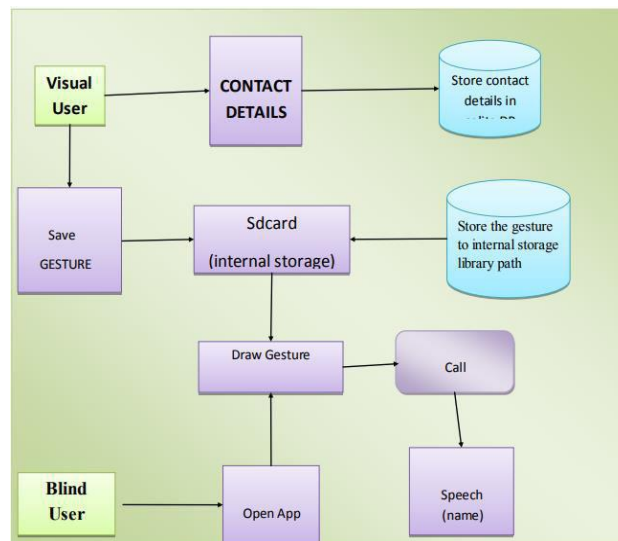 Visual
User
CONTACT
DETAILS
Store contact
details in
Save
GESTURE
Sdcard
(internal storage)
Store the gesture
to internal storage
library path
Draw Gesture
Call
Blind
User
Open App
Speech
(name)